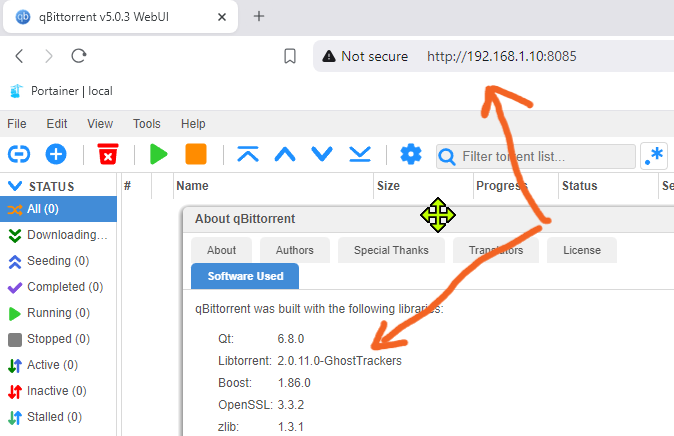 qBittorrent v5.0.3 WebUI
Not secure http://192.168.1.10:8085
Portainer | local
File Edit View Tools Help
Filter torrent list...
STATUS # Name Size Progress Status Se
All (0)
About qBittorrent
Downloading...
About Authors Special Thanks Translators License
Seeding (0)
Software Used
Completed (0)
qBittorrent was built with the following libraries:
Running (0)
Qt: 6.8.0
Stopped (0)
Libtorrent: 2.0.11.0-GhostTrackers
Active (0)
Boost: 1.86.0
Inactive (0)
OpenSSL: 3.3.2
Stalled (0)
zlib: 1.3.1